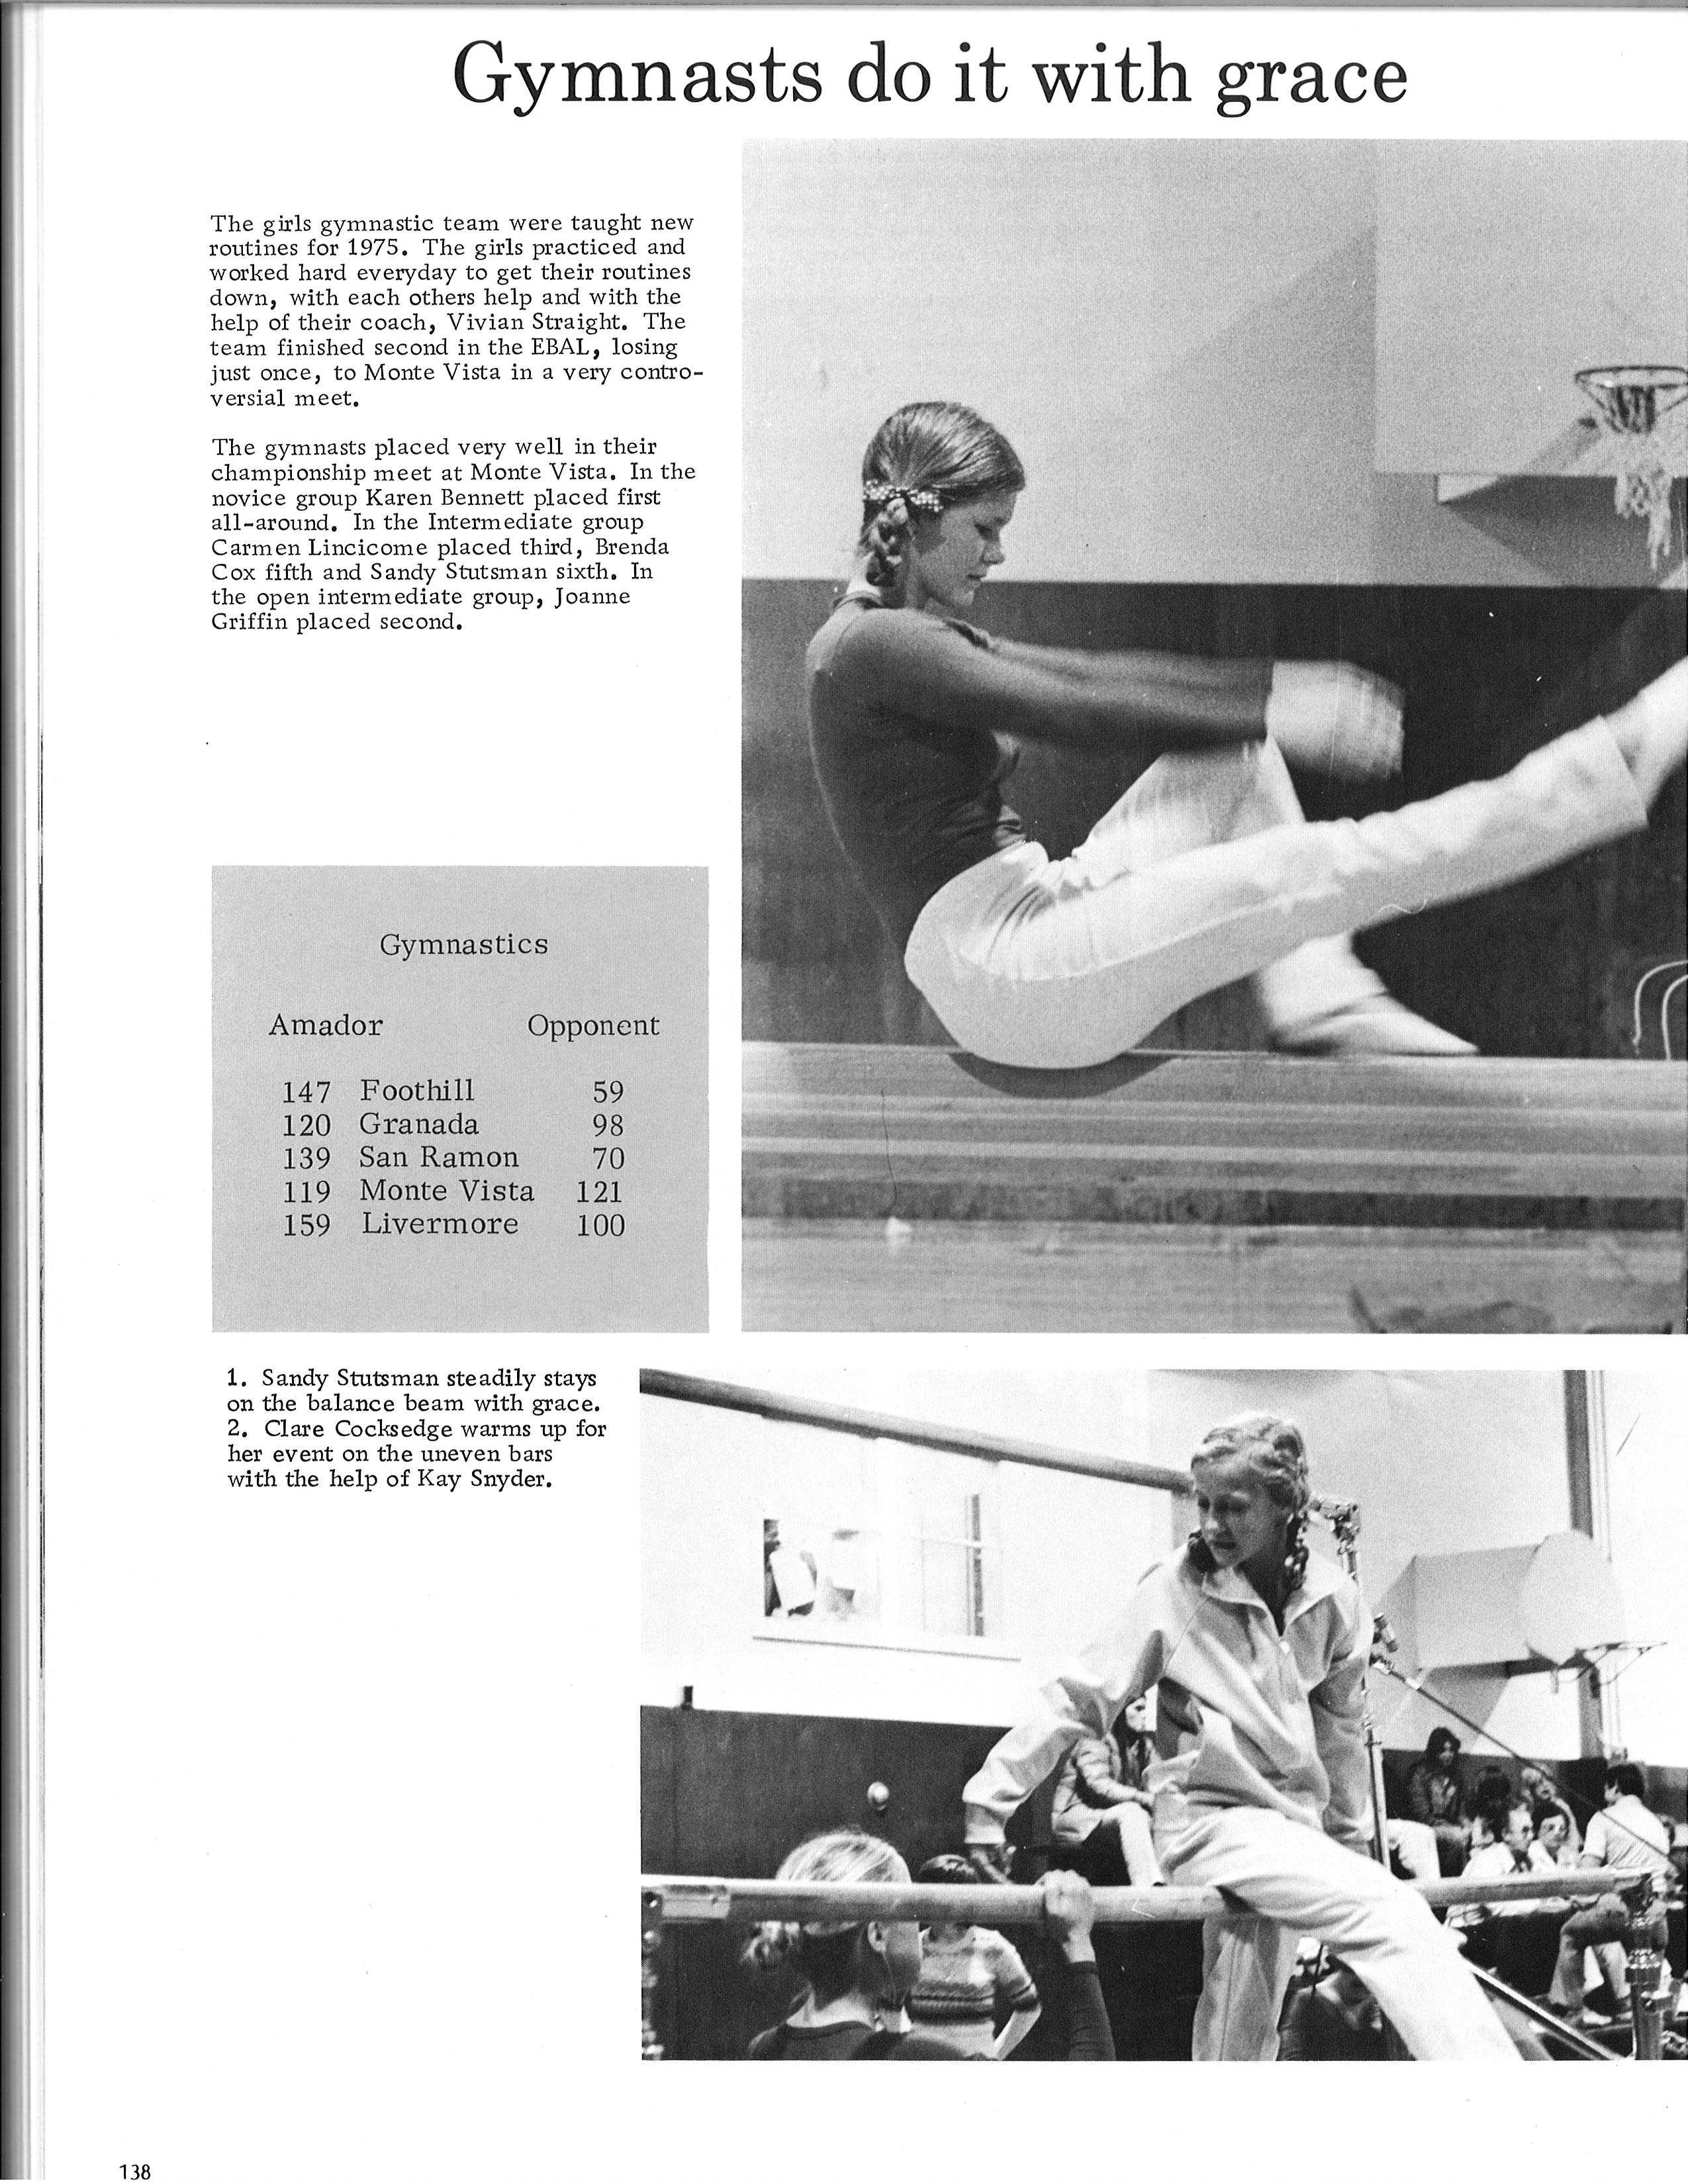 Gymnasts do it with grace
The girls gymnastic team were taught new
routines for 1975. The girls practiced and
worked hard everyday to get their routines
down, with each others help and with the
help of their coach, Vivian Straight. The
team finished second in the EBAL, losing
just once, to Monte Vista in a very contro-
versial meet.
The gymnasts placed very well in their
championship meet at Monte Vista. In the
novice group Karen Bennett placed first
all-around. In the Intermediate group
Carmen Lincicome placed third, Brenda
Cox fifth and Sandy Stutsman sixth. In
the open intermediate group, Joanne
Griffin placed second.
Gymnastics
Amador Opponent
147 Foothill 59
120 Granada 98
139 San Ramon 70
119 Monte Vista 121
159 Livermore 100
1. Sandy Stutsman steadily stays
on the balance beam with grace.
2. Clare Cocksedge warms up for
her event on the uneven bars
with the help of Kay Snyder.
138